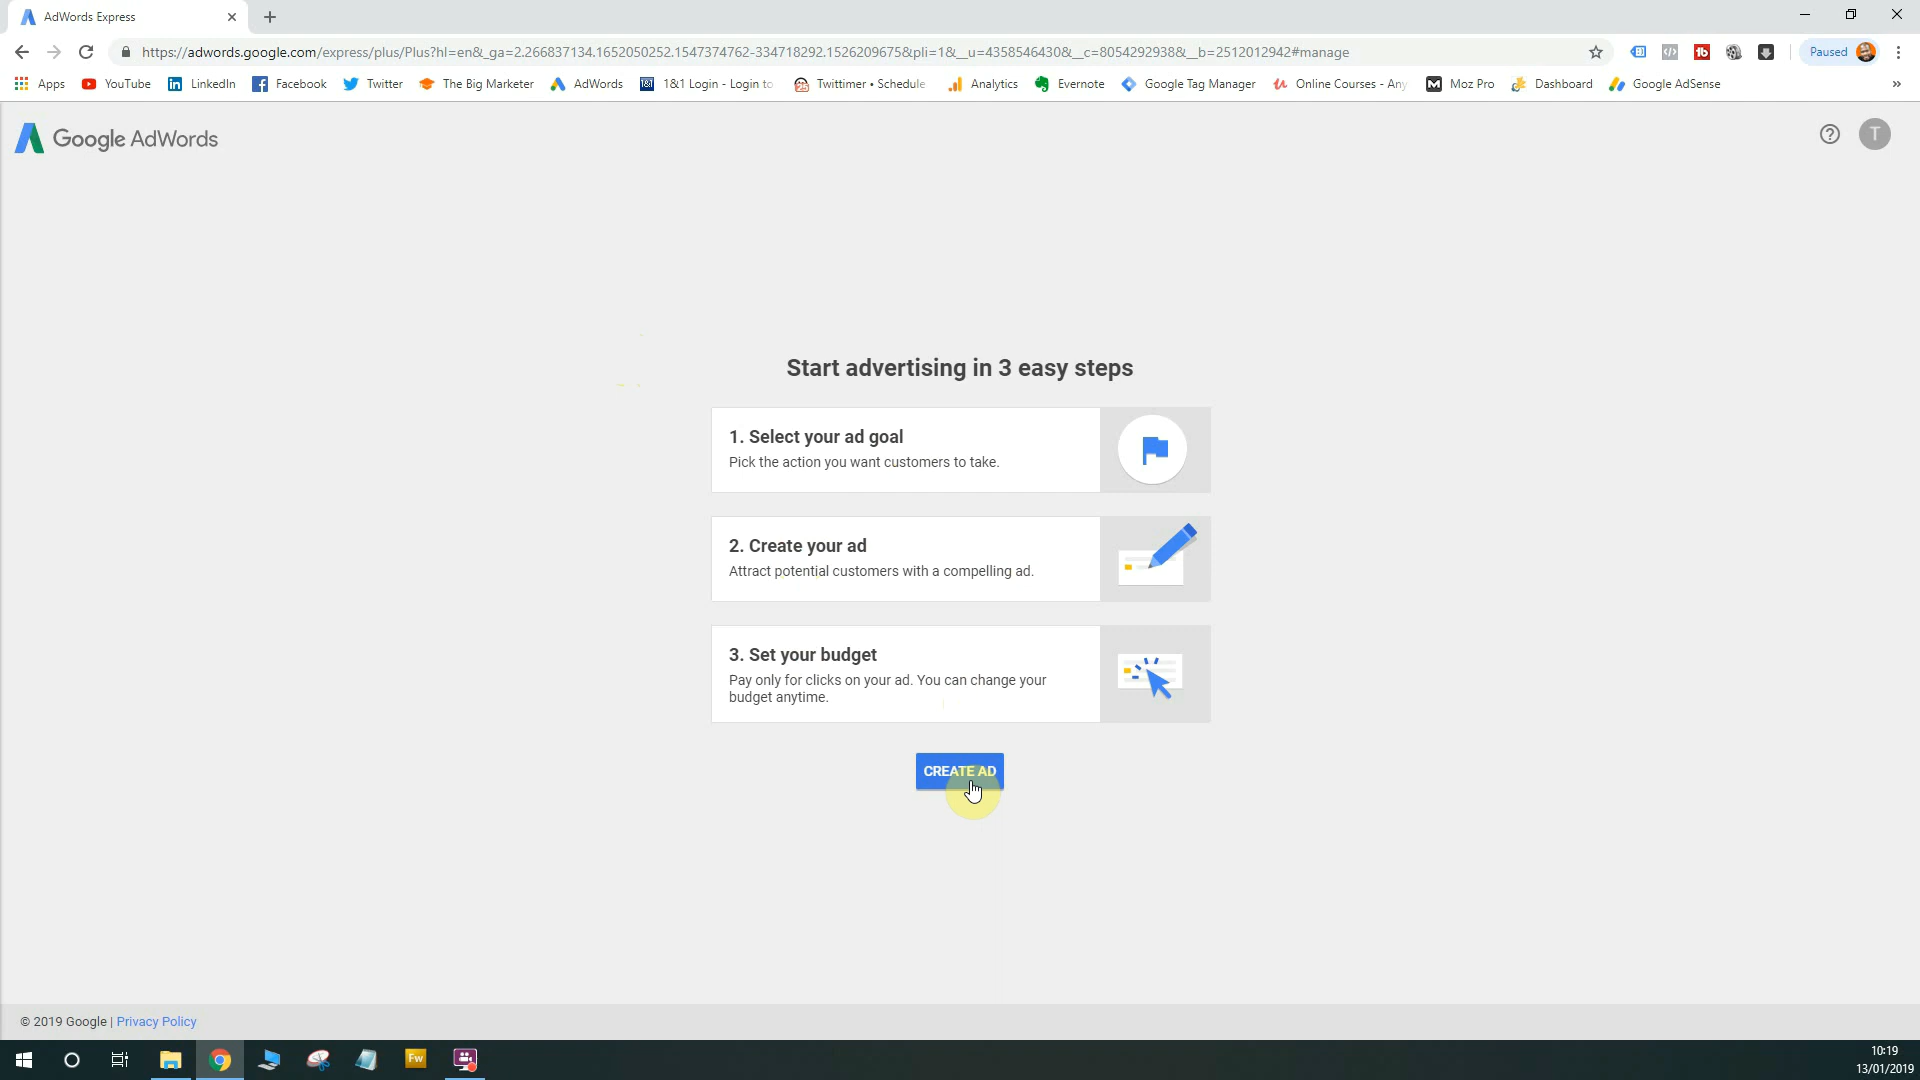 AdWords Express
https://adwords.google.com/express/plus/Plus?hl=en&_ga=2.266837134.1652050252.1547374762-334718292.1526209675&pli=1&__u=4358546430&__c=8054292938&__b=2512012942#manage
Paused
Apps YouTube LinkedIn Facebook Twitter The Big Marketer AdWords 1&1 Login - Login to Twittimer • Schedule Analytics Evernote Google Tag Manager Online Courses - Any Moz Pro Dashboard Google AdSense »
Google AdWords
T
Start advertising in 3 easy steps
1. Select your ad goal
Pick the action you want customers to take.
2. Create your ad
Attract potential customers with a compelling ad.
3. Set your budget
Pay only for clicks on your ad. You can change your
budget anytime.
CREATE AD
© 2019 Google | Privacy Policy
Fw
10:19
13/01/2019